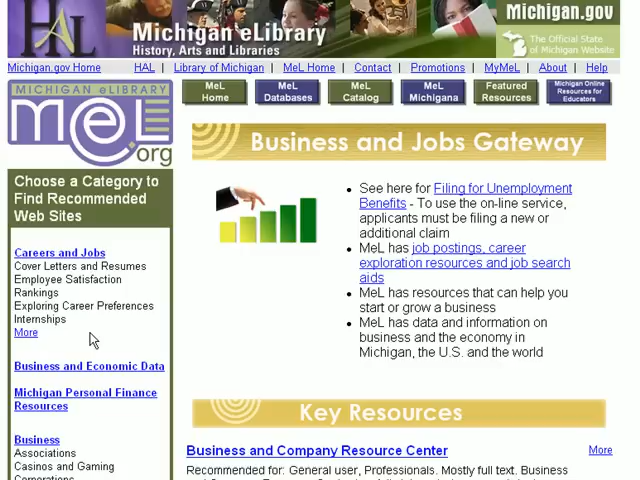 HAL
Michigan eLibrary
History, Arts and Libraries
Michigan.gov
The Official State
of Michigan Website
Michigan.gov Home
HAL | Library of Michigan | MeL Home | Contact | Promotions | MyMeL | About | Help
MeL Home
MeL Databases
MeL Catalog
MeL Michigana
Featured Resources
Michigan Online Resources for Educators
MICHIGAN eLIBRARY
meL
.org
Business and Jobs Gateway
Choose a Category to
Find Recommended
Web Sites
Careers and Jobs
Cover Letters and Resumes
Employee Satisfaction
Rankings
Exploring Career Preferences
Internships
More
Business and Economic Data
Michigan Personal Finance
Resources
Business
Associations
Casinos and Gaming
Corporations
• See here for Filing for Unemployment
Benefits - To use the on-line service,
applicants must be filing a new or
additional claim
• MeL has job postings, career
exploration resources and job search
aids
• MeL has resources that can help you
start or grow a business
• MeL has data and information on
business and the economy in
Michigan, the U.S. and the world
Key Resources
Business and Company Resource Center
More
Recommended for: General user, Professionals. Mostly full text. Business